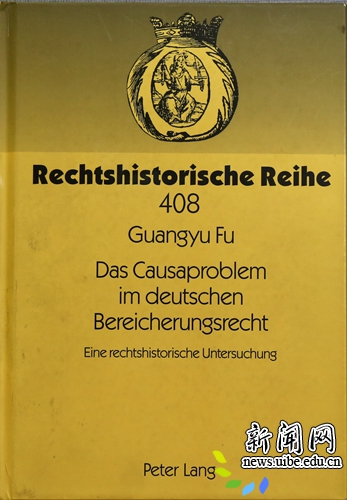 Rechtshistorische Reihe
408
Guangyu Fu
Das Causaproblem
im deutschen
Bereicherungsrecht
Eine rechtshistorische Untersuchung
Peter Lang
新闻网
news.uibe.edu.cn